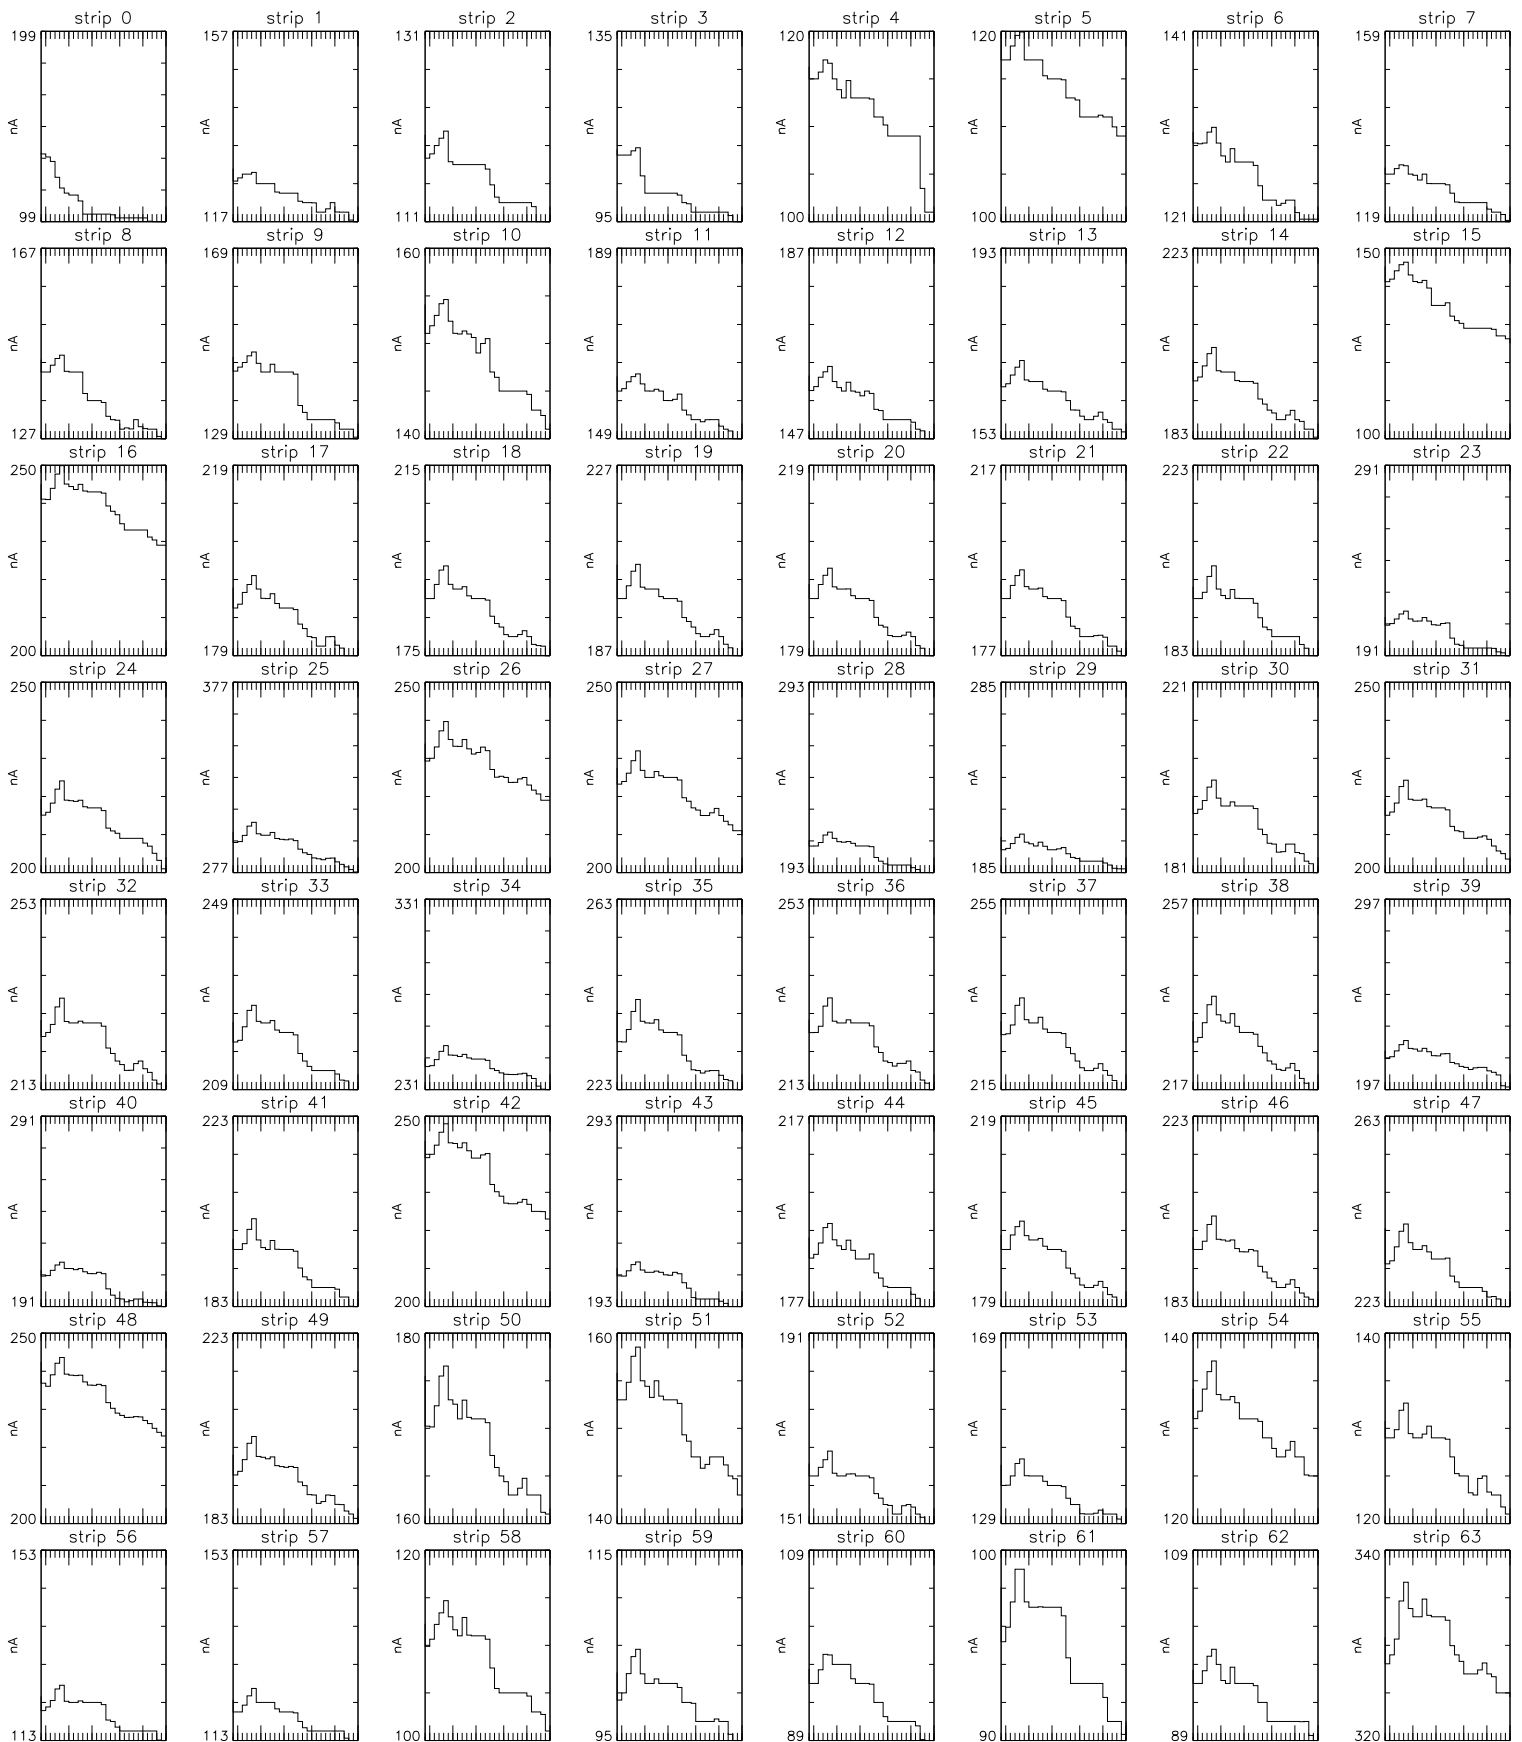 strip 0 strip 1 strip 2 strip 3 strip 4 strip 5 strip 6 strip 7
199 157 131 135 120 120 141 159
nA nA nA nA nA nA nA nA
99 117 111 95 100 100 121 119
strip 8 strip 9 strip 10 strip 11 strip 12 strip 13 strip 14 strip 15
167 169 160 189 187 193 223 150
nA nA nA nA nA nA nA nA
127 129 140 149 147 153 183 100
strip 16 strip 17 strip 18 strip 19 strip 20 strip 21 strip 22 strip 23
250 219 215 227 219 217 223 291
nA nA nA nA nA nA nA nA
200 179 175 187 179 177 183 191
strip 24 strip 25 strip 26 strip 27 strip 28 strip 29 strip 30 strip 31
250 377 250 250 293 285 221 250
nA nA nA nA nA nA nA nA
200 277 200 200 193 185 181 200
strip 32 strip 33 strip 34 strip 35 strip 36 strip 37 strip 38 strip 39
253 249 331 263 253 255 257 297
nA nA nA nA nA nA nA nA
213 209 231 223 213 215 217 197
strip 40 strip 41 strip 42 strip 43 strip 44 strip 45 strip 46 strip 47
291 223 250 293 217 219 223 263
nA nA nA nA nA nA nA nA
191 183 200 193 177 179 183 223
strip 48 strip 49 strip 50 strip 51 strip 52 strip 53 strip 54 strip 55
250 223 180 160 191 169 140 140
nA nA nA nA nA nA nA nA
200 183 160 140 151 129 120 120
strip 56 strip 57 strip 58 strip 59 strip 60 strip 61 strip 62 strip 63
153 153 120 115 109 100 109 340
nA nA nA nA nA nA nA nA
113 113 100 95 89 90 89 320